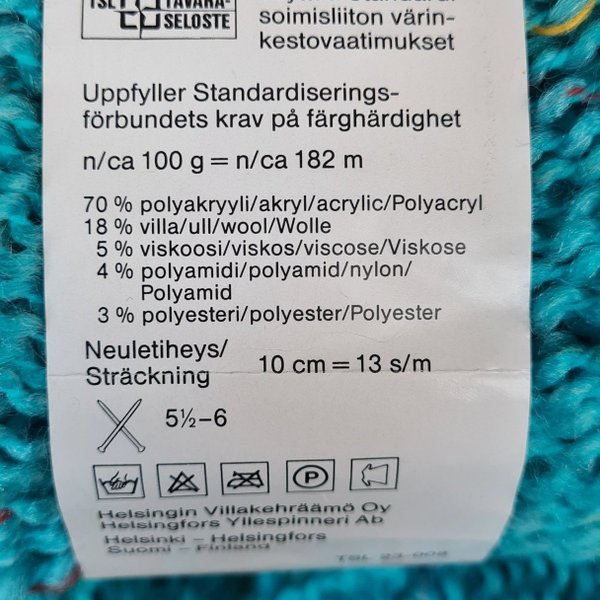 TSL TAVARA-
SELOSTE
soimisliiton värin-
kestovaatimukset
Uppfyller Standardiserings-
förbundets krav på färghärdighet
n/ca 100 g = n/ca 182 m
70 % polyakryyli/akryl/acrylic/Polyacryl
18 % villa/ull/wool/Wolle
5 % viskoosi/viskos/viscose/Viskose
4 % polyamidi/polyamid/nylon/
Polyamid
3 % polyesteri/polyester/Polyester
Neuletiheys/
Sträckning
10 cm = 13 s/m
5½–6
P
Helsingin Villakehräämö Oy
Helsingfors Yllespinneri Ab
Helsinki – Helsingfors
Suomi – Finland